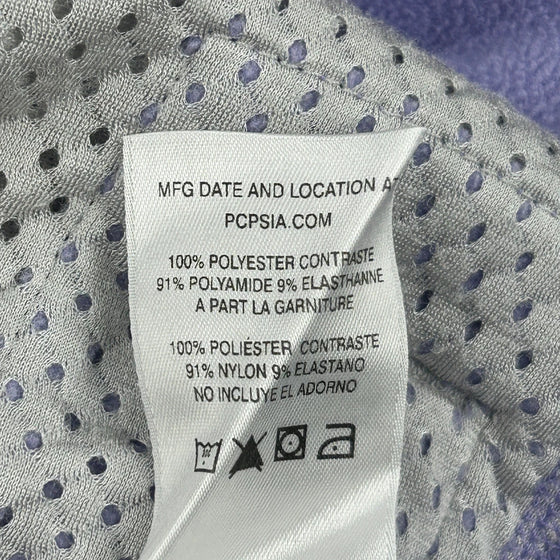 MFG DATE AND LOCATION AT
PCPSIA.COM
100% POLYESTER CONTRASTE
91% POLYAMIDE 9% ELASTHANNE
A PART LA GARNITURE
100% POLIÉSTER CONTRASTE
91% NYLON 9% ELASTANO
NO INCLUYE EL ADORNO